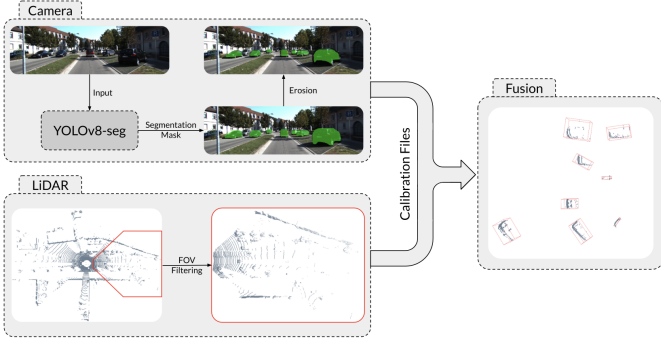 Camera
Input
YOLOv8-seg
Segmentation
Mask
Erosion
LiDAR
FOV
Filtering
Calibration Files
Fusion